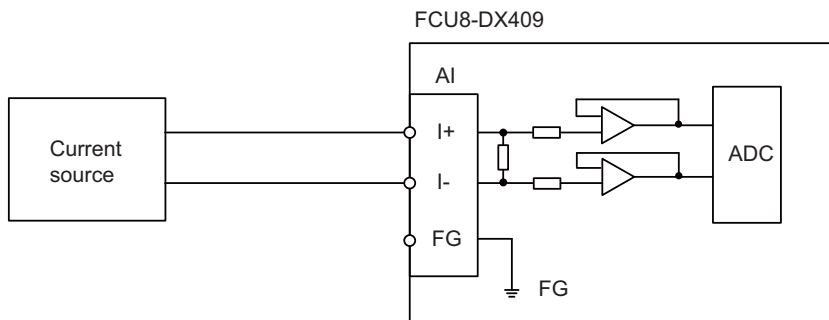 FCU8-DX409
AI
Current
source
I+
I-
FG
ADC
FG